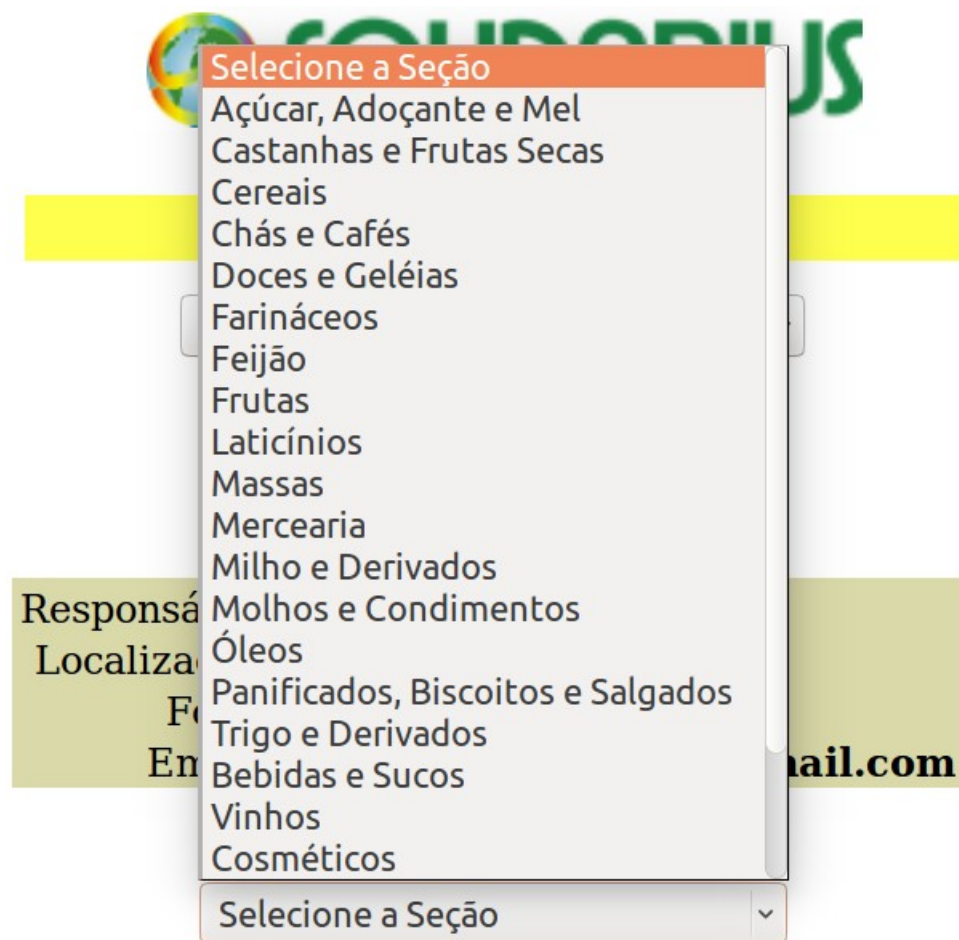 Selecione a Seção
Açúcar, Adoçante e Mel
Castanhas e Frutas Secas
Cereais
Chás e Cafés
Doces e Geléias
Farináceos
Feijão
Frutas
Laticínios
Massas
Mercearia
Milho e Derivados
Molhos e Condimentos
Óleos
Panificados, Biscoitos e Salgados
Trigo e Derivados
Bebidas e Sucos
Vinhos
Cosméticos
Selecione a Seção